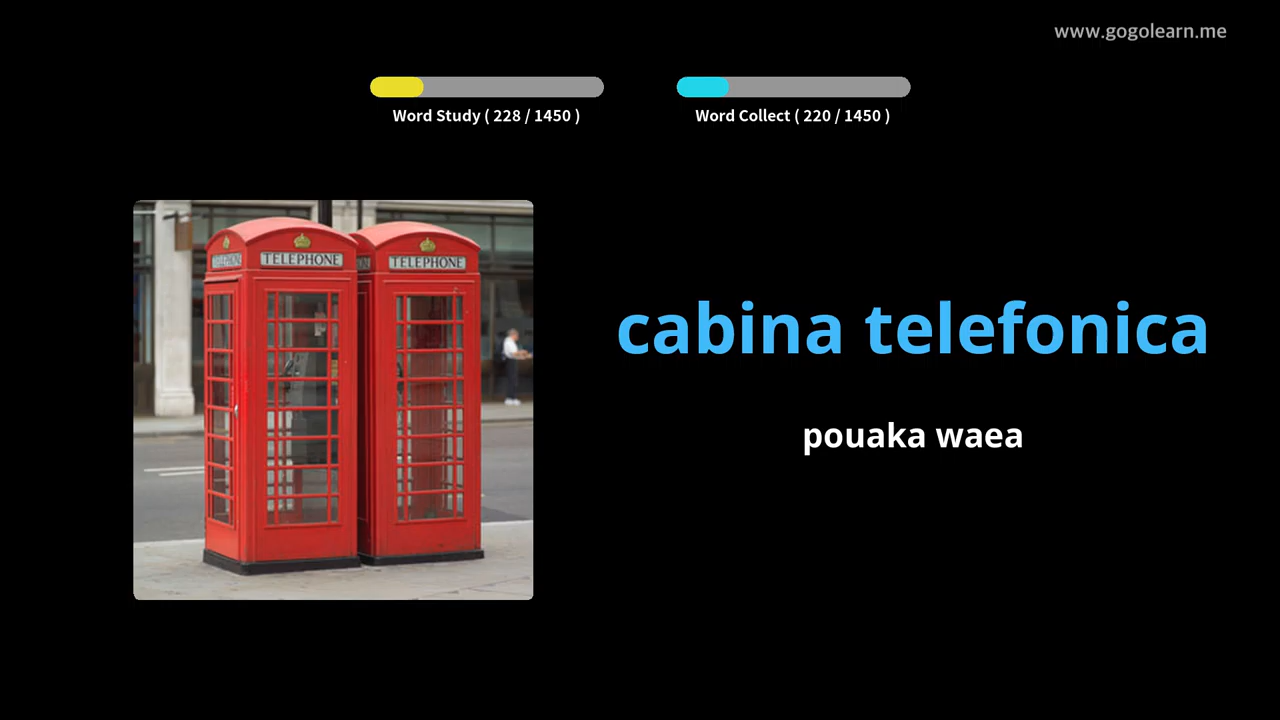 www.gogolearn.me
Word Study ( 228 / 1450 )
Word Collect ( 220 / 1450 )
TELEPHONE
TELEPHONE
cabina telefonica
pouaka waea